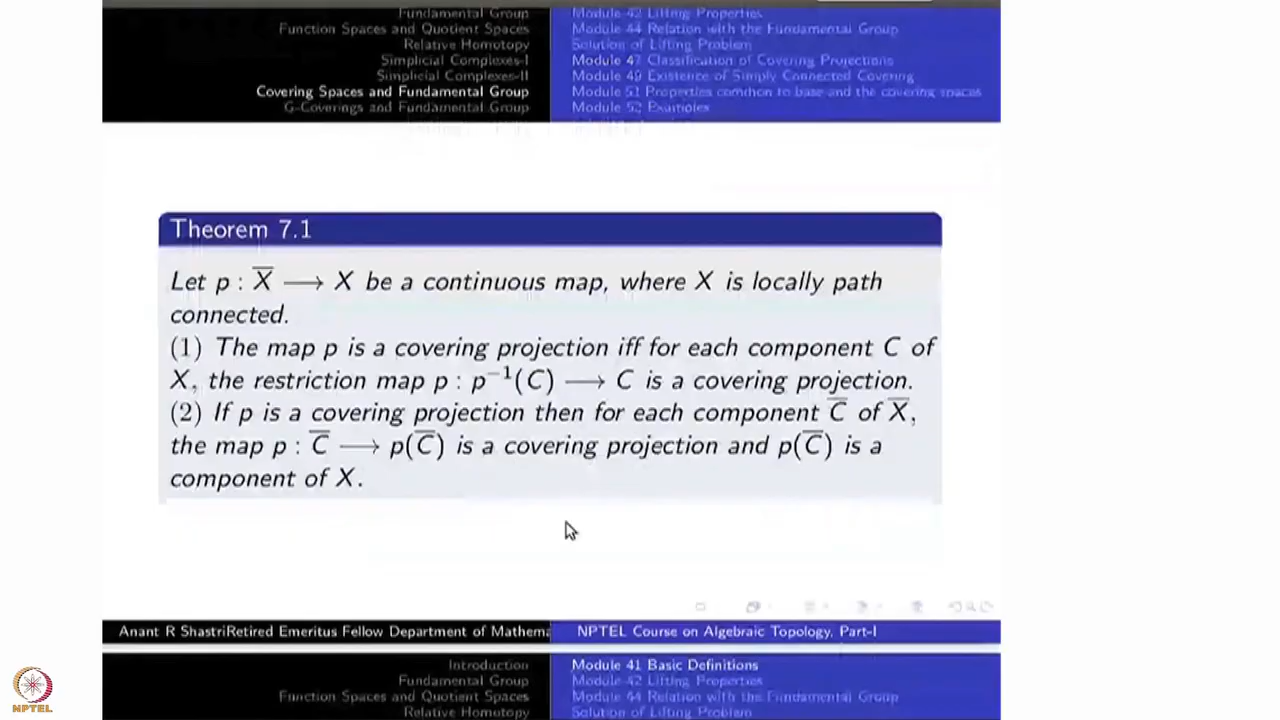 Fundamental Group
Function Spaces and Quotient Spaces
Relative Homotopy
Simplicial Complexes-I
Simplicial Complexes-II
Covering Spaces and Fundamental Group
G-Coverings and Fundamental Group
Module 42 Lifting Properties
Module 44 Relation with the Fundamental Group
Solution of Lifting Problem
Module 47 Classification of Covering Projections
Module 49 Existence of Simply Connected Covering
Module 51 Properties common to base and the covering spaces
Module 52 Examples
Theorem 7.1
Let p : X̅ ⟶ X be a continuous map, where X is locally path
connected.
(1) The map p is a covering projection iff for each component C of
X, the restriction map p : p⁻¹(C) ⟶ C is a covering projection.
(2) If p is a covering projection then for each component C̅ of X̅,
the map p : C̅ ⟶ p(C̅) is a covering projection and p(C̅) is a
component of X.
Anant R ShastriRetired Emeritus Fellow Department of Mathema
NPTEL Course on Algebraic Topology, Part-I
Introduction
Fundamental Group
Function Spaces and Quotient Spaces
Relative Homotopy
Module 41 Basic Definitions
Module 42 Lifting Properties
Module 44 Relation with the Fundamental Group
Solution of Lifting Problem
NPTEL